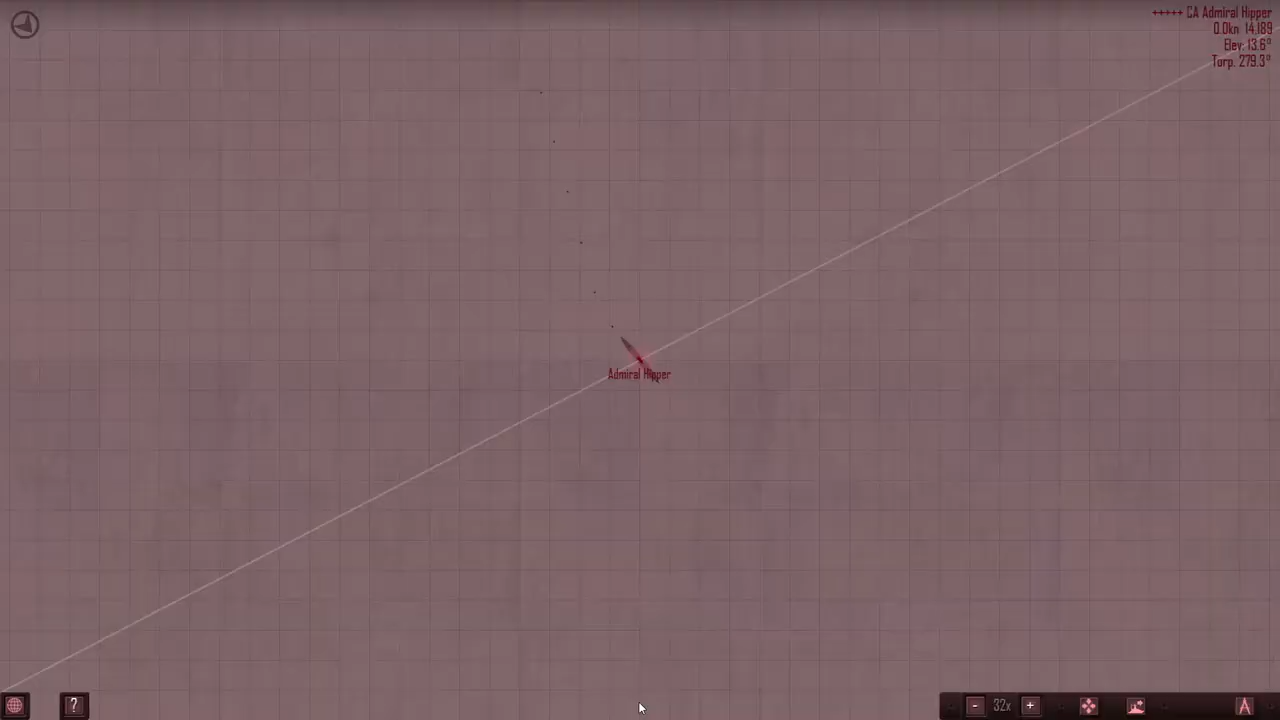 +++++ CA Admiral Hipper
0.0kn 14,189
Elev: 13.6°
Torp. 279.3°
Admiral Hipper
?
- 32x +